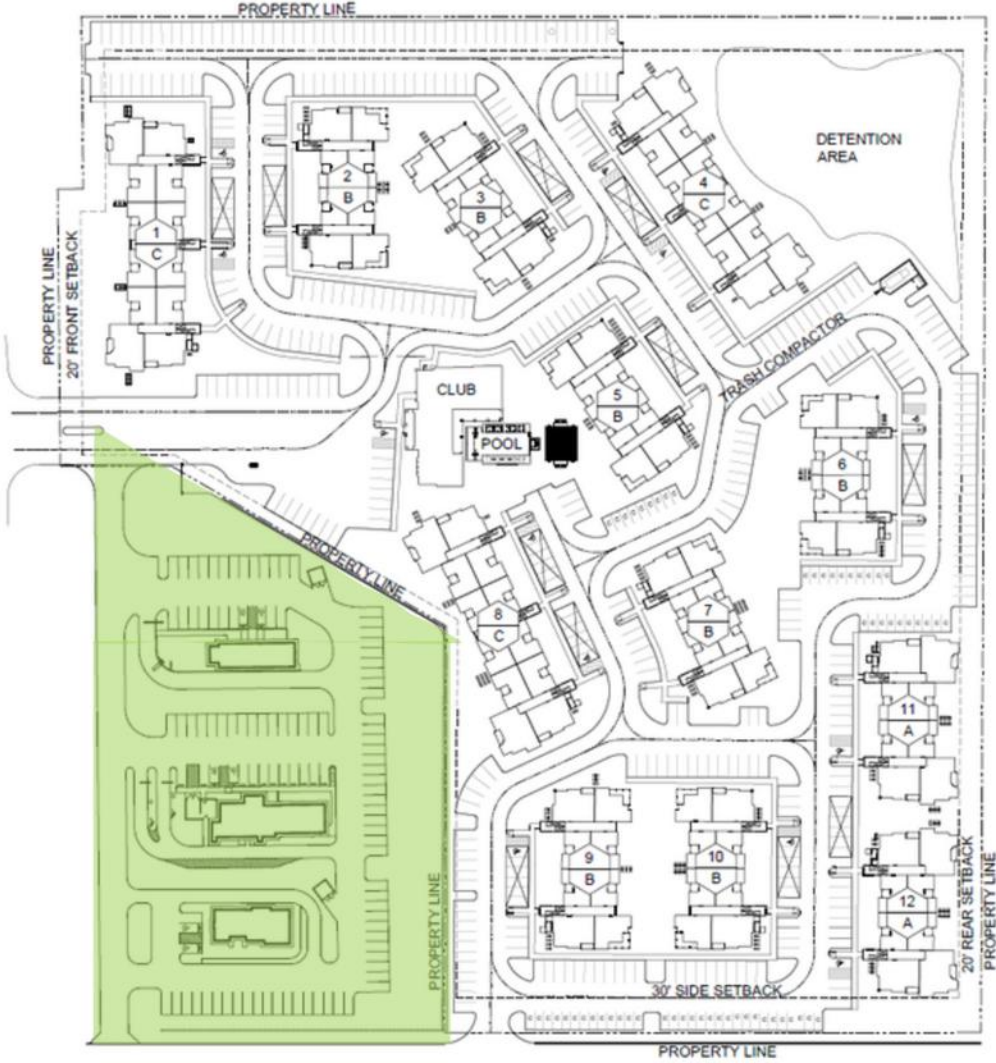 PROPERTY LINE
DETENTION
AREA
4
C
2
B
3
B
1
C
PROPERTY LINE
20' FRONT SETBACK
TRASH COMPACTOR
CLUB
POOL
5
B
6
B
PROPERTY LINE
8
C
7
B
11
A
9
B
10
B
12
A
PROPERTY LINE
20' REAR SETBACK
PROPERTY LINE
30' SIDE SETBACK
PROPERTY LINE